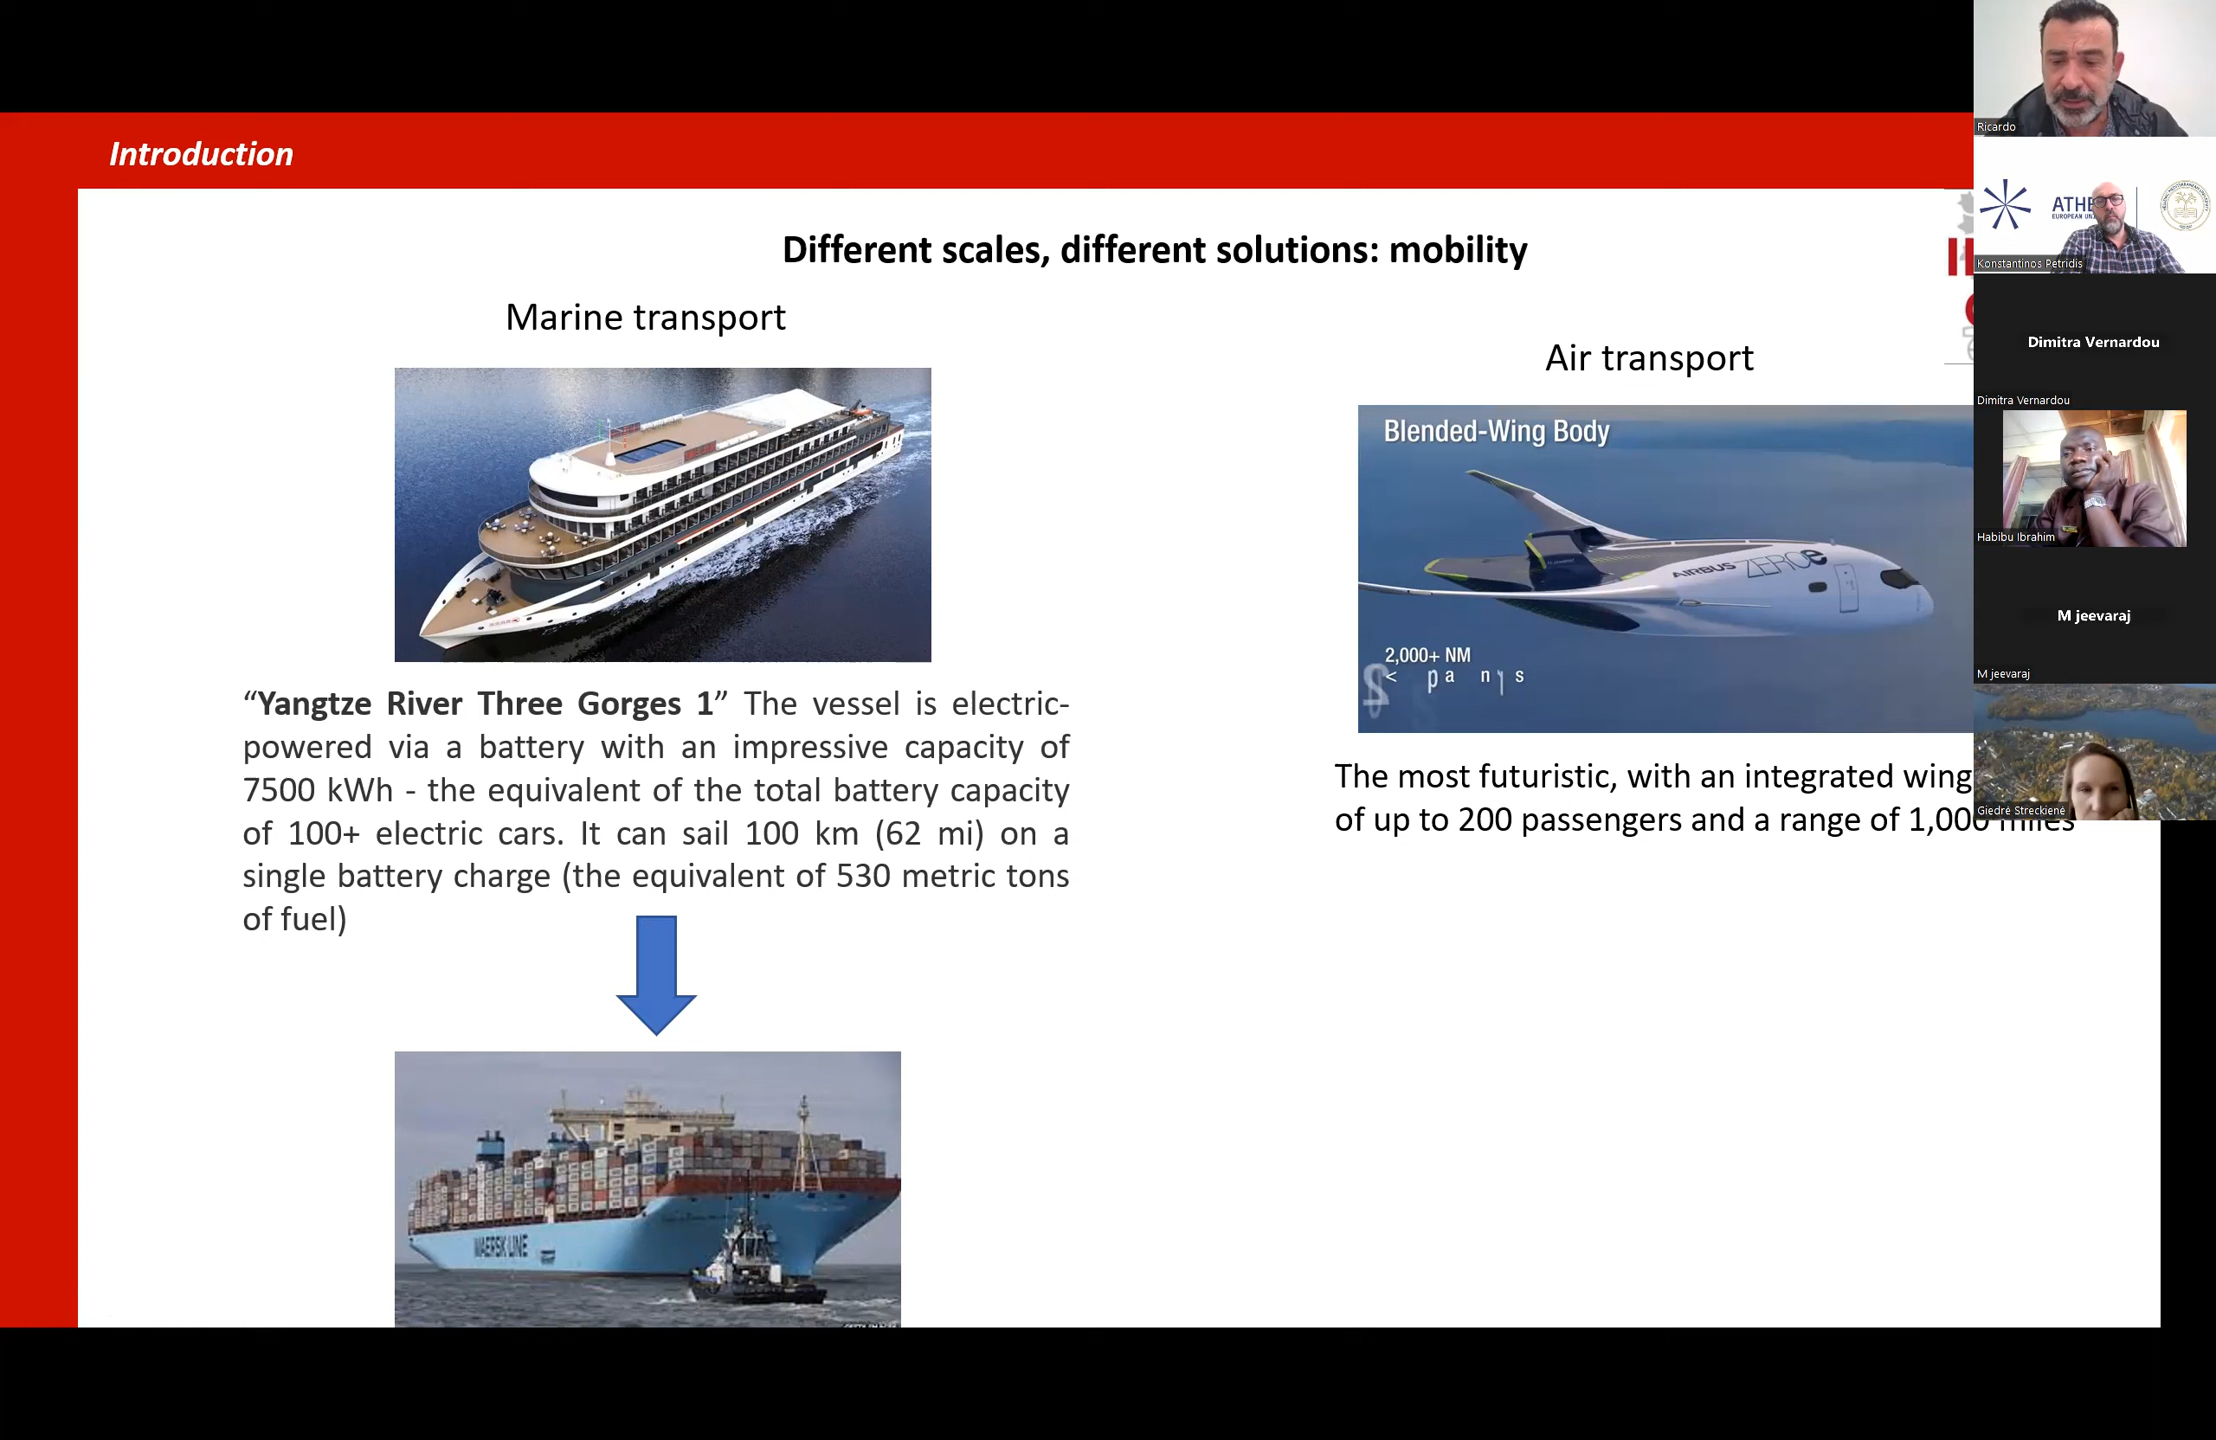 Introduction
Different scales, different solutions: mobility
Marine transport
Air transport
Blended-Wing Body
AIRBUS ZEROe
2,000+ NM
“Yangtze River Three Gorges 1” The vessel is electric-
powered via a battery with an impressive capacity of
7500 kWh - the equivalent of the total battery capacity
of 100+ electric cars. It can sail 100 km (62 mi) on a
single battery charge (the equivalent of 530 metric tons
of fuel)
The most futuristic, with an integrated wing
of up to 200 passengers and a range of 1,000 miles
MAERSK LINE
Ricardo
ATHE
EUROPEAN UN
Konstantinos Petridis
Dimitra Vernardou
Dimitra Vernardou
Habibu Ibrahim
M jeevaraj
M jeevaraj
Giedrė Streckienė